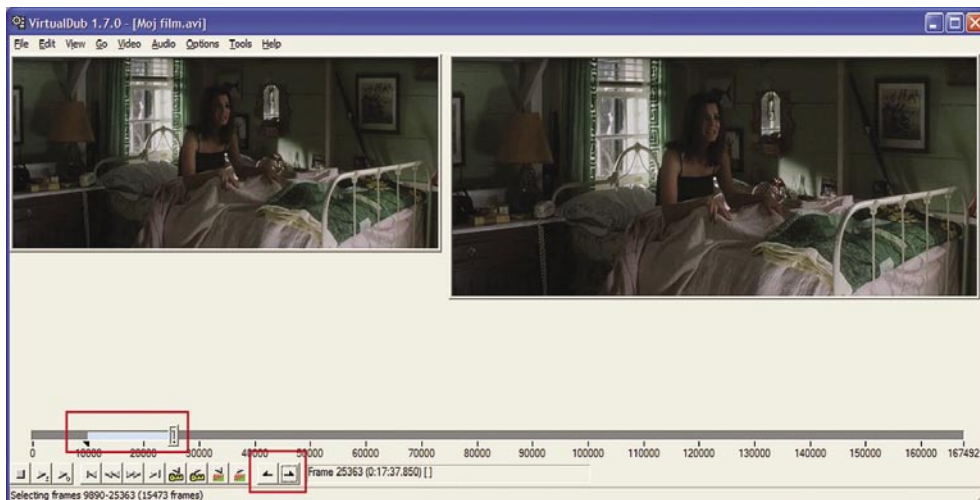 VirtualDub 1.7.0 - [Moj film.avi]
File Edit View Go Video Audio Options Tools Help
0 10000 20000 30000 40000 50000 60000 70000 80000 90000 100000 110000 120000 130000 140000 150000 160000 167492
Frame 25363 (0:17:37.850) [ ]
Selecting frames 9890-25363 (15473 frames)